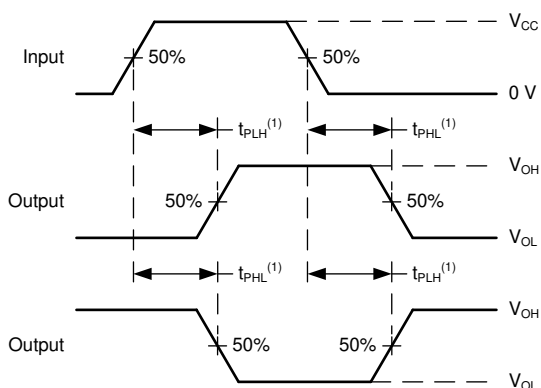 V_CC
Input
50%
50%
0 V
t_PLH^(1)
t_PHL^(1)
V_OH
Output
50%
50%
V_OL
t_PHL^(1)
t_PLH^(1)
V_OH
Output
50%
50%
V_OL